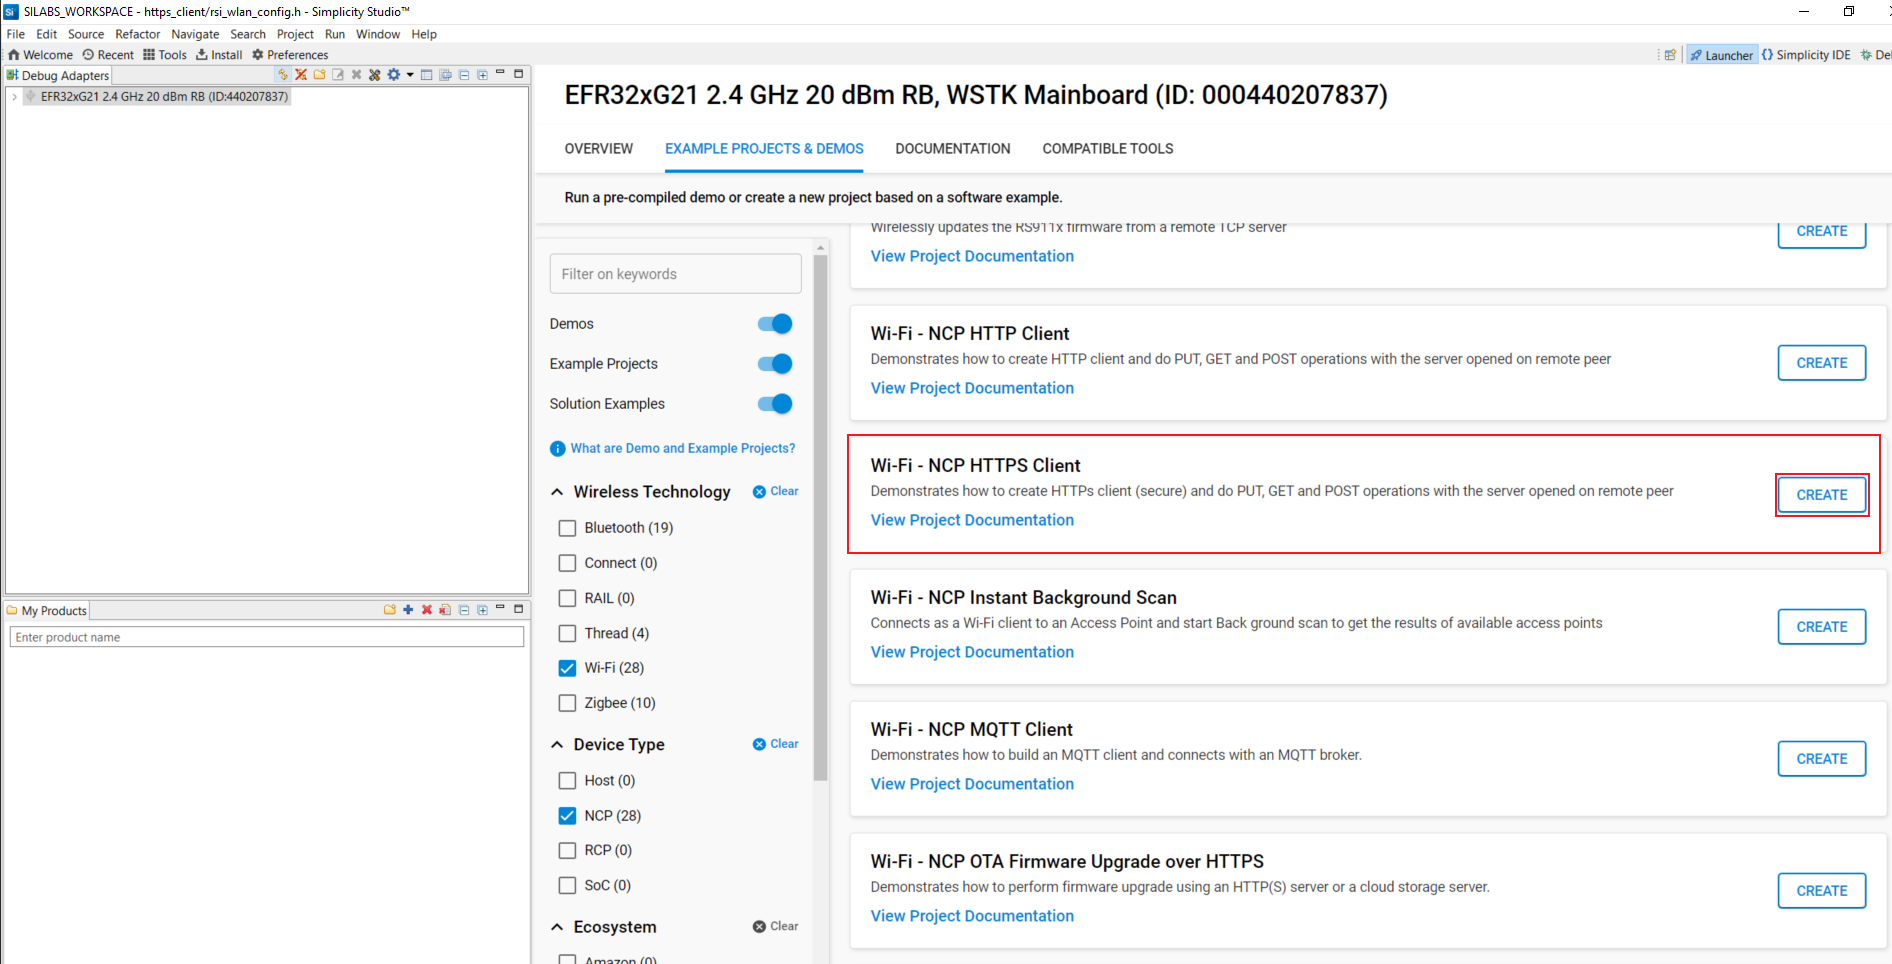 SILABS_WORKSPACE - https_client/rsi_wlan_config.h - Simplicity Studio™
File Edit Source Refactor Navigate Search Project Run Window Help
Welcome Recent Tools Install Preferences
Launcher Simplicity IDE
Debug Adapters
EFR32xG21 2.4 GHz 20 dBm RB (ID:440207837)
My Products
Enter product name
EFR32xG21 2.4 GHz 20 dBm RB, WSTK Mainboard (ID: 000440207837)
OVERVIEW EXAMPLE PROJECTS & DEMOS DOCUMENTATION COMPATIBLE TOOLS
Run a pre-compiled demo or create a new project based on a software example.
Filter on keywords
Demos
Example Projects
Solution Examples
What are Demo and Example Projects?
Wireless Technology Clear
Bluetooth (19)
Connect (0)
RAIL (0)
Thread (4)
Wi-Fi (28)
Zigbee (10)
Device Type Clear
Host (0)
NCP (28)
RCP (0)
SoC (0)
Ecosystem Clear
Amazon (0)
Wirelessly updates the RS911x firmware from a remote TCP server
View Project Documentation
CREATE
Wi-Fi - NCP HTTP Client
Demonstrates how to create HTTP client and do PUT, GET and POST operations with the server opened on remote peer
View Project Documentation
CREATE
Wi-Fi - NCP HTTPS Client
Demonstrates how to create HTTPs client (secure) and do PUT, GET and POST operations with the server opened on remote peer
View Project Documentation
CREATE
Wi-Fi - NCP Instant Background Scan
Connects as a Wi-Fi client to an Access Point and start Back ground scan to get the results of available access points
View Project Documentation
CREATE
Wi-Fi - NCP MQTT Client
Demonstrates how to build an MQTT client and connects with an MQTT broker.
View Project Documentation
CREATE
Wi-Fi - NCP OTA Firmware Upgrade over HTTPS
Demonstrates how to perform firmware upgrade using an HTTP(S) server or a cloud storage server.
View Project Documentation
CREATE